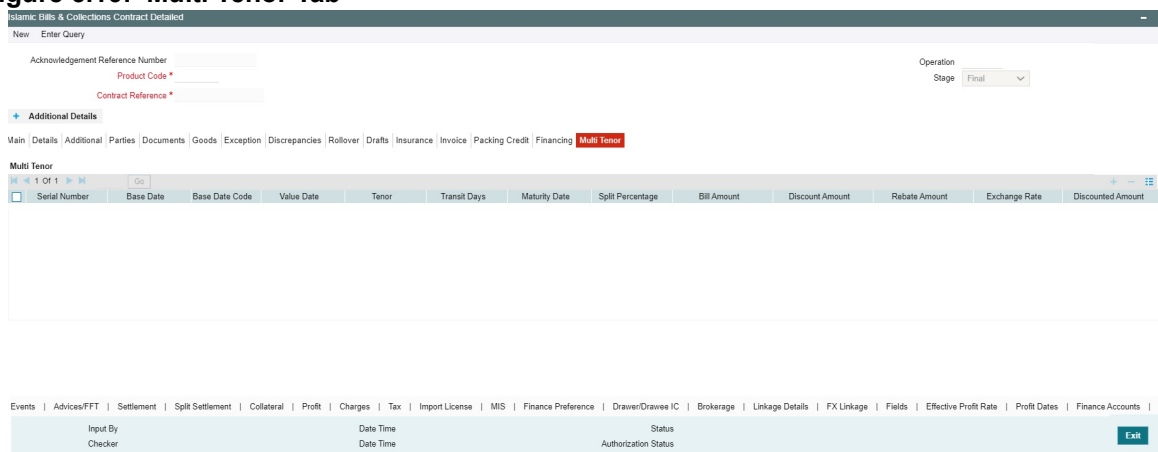 gure error Multi Tenor Tab
Islamic Bills & Collections Contract Detailed
New Enter Query
Acknowledgement Reference Number
Operation
Product Code *
Stage Final
Contract Reference *
+ Additional Details
Main Details Additional Parties Documents Goods Exception Discrepancies Rollover Drafts Insurance Invoice Packing Credit Financing Multi Tenor
Multi Tenor
1 Of 1 Go
Serial Number Base Date Base Date Code Value Date Tenor Transit Days Maturity Date Split Percentage Bill Amount Discount Amount Rebate Amount Exchange Rate Discounted Amount
Events | Advices/FFT | Settlement | Split Settlement | Collateral | Profit | Charges | Tax | Import License | MIS | Finance Preference | Drawer/Drawee IC | Brokerage | Linkage Details | FX Linkage | Fields | Effective Profit Rate | Profit Dates | Finance Accounts |
Input By Date Time Status
Checker Date Time Authorization Status
Exit